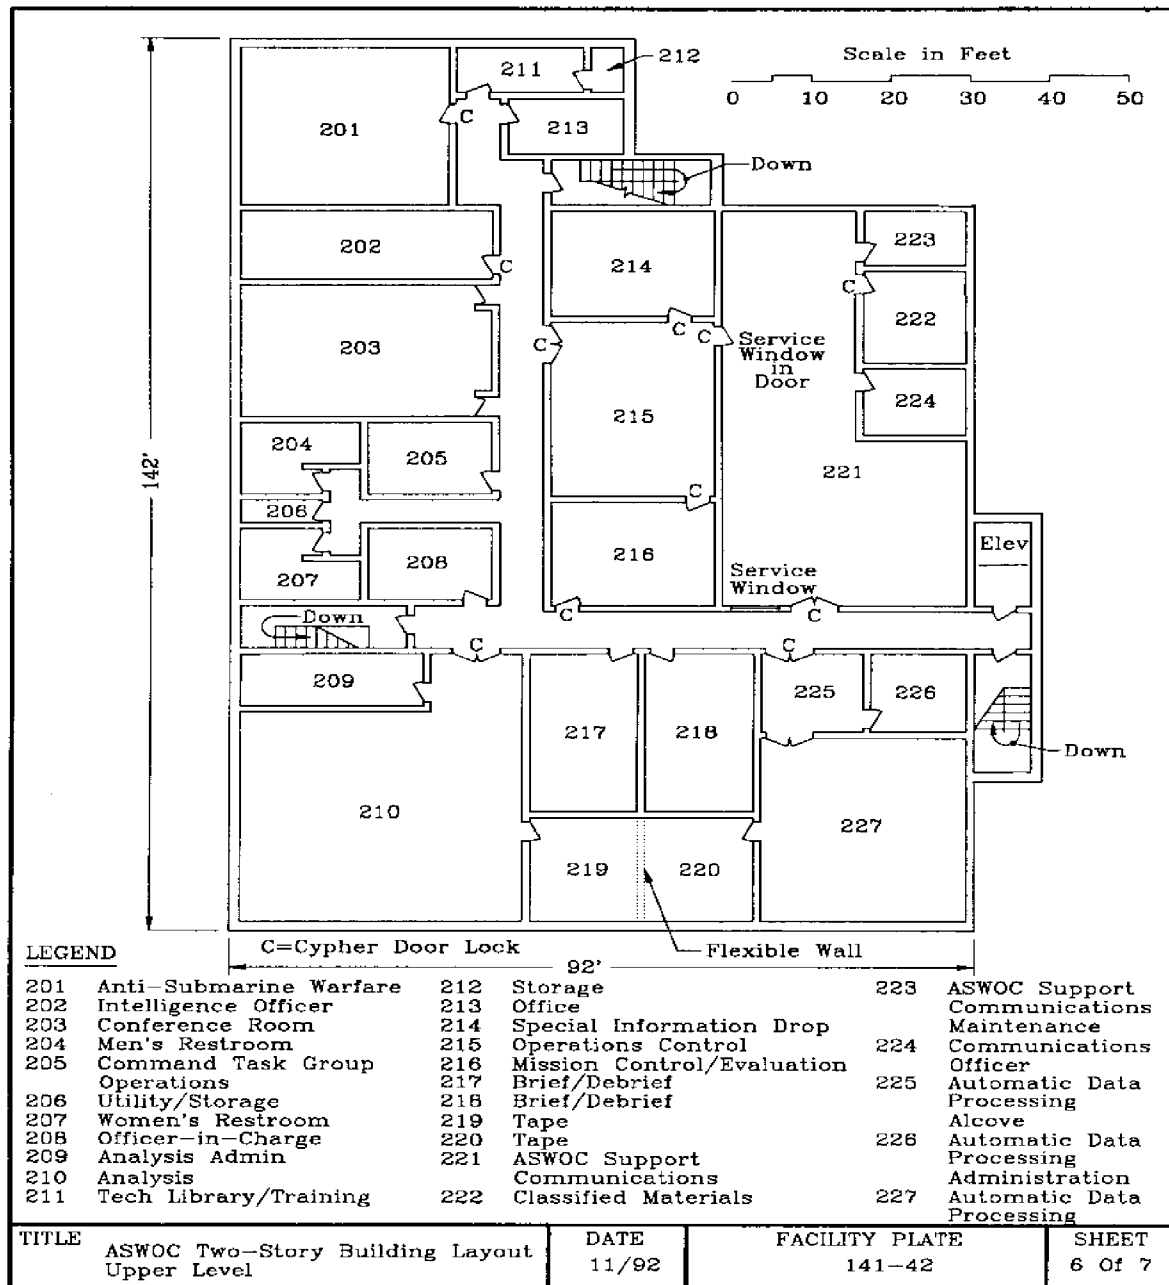 Scale in Feet
0 10 20 30 40 50
211
212
C
201
213
Down
202
C
214
223
C
222
C
C
C
Service
Window
in
Door
203
215
224
204
205
221
142'
C
206
216
Elev
207
208
Service
Window
Down
C
C
C
C
209
225
226
217
218
Down
210
227
219
220
C=Cypher Door Lock
Flexible Wall
92'
LEGEND
201 Anti-Submarine Warfare
202 Intelligence Officer
203 Conference Room
204 Men's Restroom
205 Command Task Group
Operations
206 Utility/Storage
207 Women's Restroom
208 Officer-in-Charge
209 Analysis Admin
210 Analysis
211 Tech Library/Training
212 Storage
213 Office
214 Special Information Drop
215 Operations Control
216 Mission Control/Evaluation
217 Brief/Debrief
218 Brief/Debrief
219 Tape
220 Tape
221 ASWOC Support
Communications
222 Classified Materials
223 ASWOC Support
Communications
Maintenance
224 Communications
Officer
225 Automatic Data
Processing
Alcove
226 Automatic Data
Processing
Administration
227 Automatic Data
Processing
TITLE
ASWOC Two-Story Building Layout
Upper Level
DATE
11/92
FACILITY PLATE
141-42
SHEET
6 Of 7